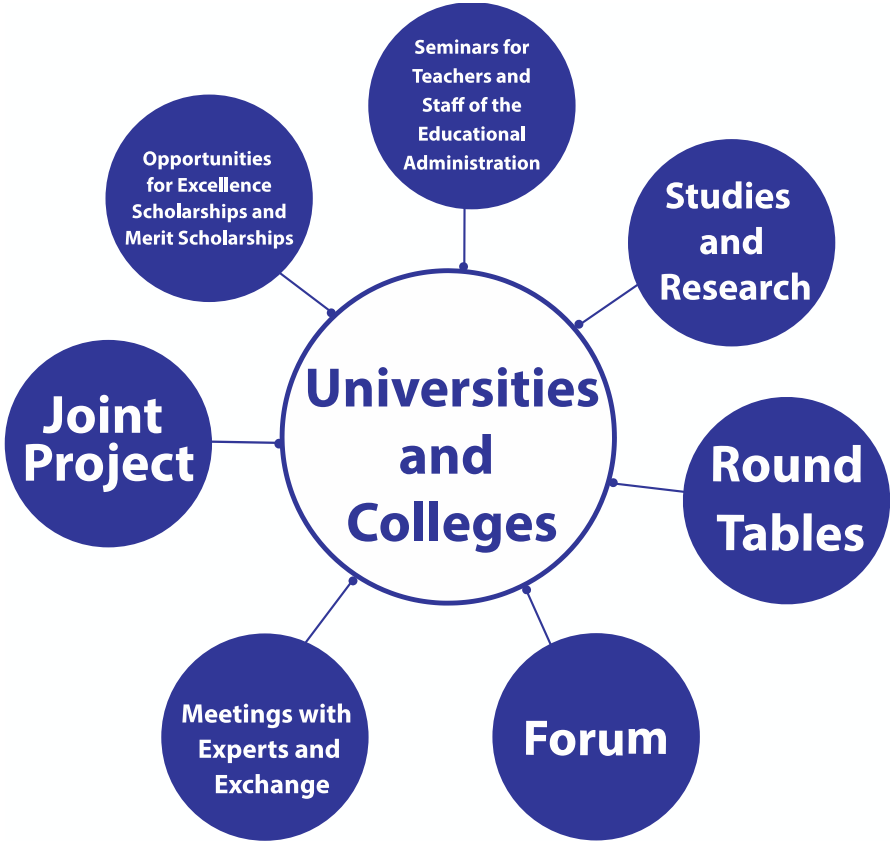 Seminars for
Teachers and
Staff of the
Educational
Administration
Opportunities
for Excellence
Scholarships and
Merit Scholarships
Studies
and
Research
Universities
and
Colleges
Joint
Project
Round
Tables
Meetings with
Experts and
Exchange
Forum